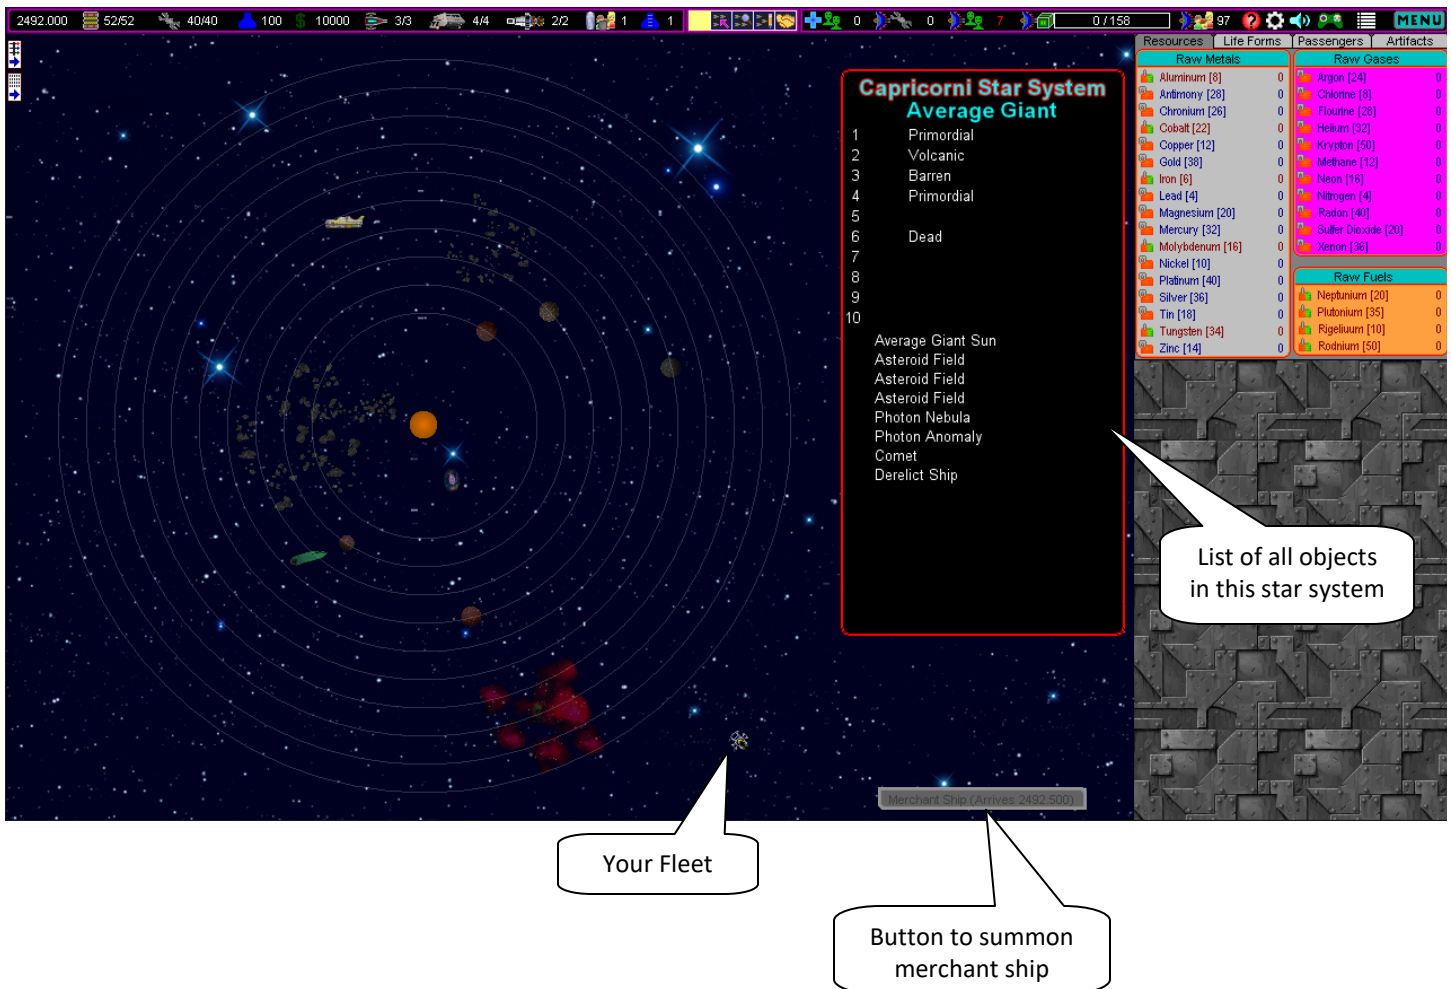 2492.000 52/52 40/40 100 $ 10000 3/3 4/4 2/2 1 1 0 0 7 0 / 158 97 ? MENU
Resources Life Forms Passengers Artifacts
Capricorni Star System
Average Giant
1 Primordial
2 Volcanic
3 Barren
4 Primordial
5
6 Dead
7
8
9
10
Average Giant Sun
Asteroid Field
Asteroid Field
Asteroid Field
Photon Nebula
Photon Anomaly
Comet
Derelict Ship
Raw Metals
Aluminum [8] 0
Antimony [28] 0
Chronium [26] 0
Cobalt [22] 0
Copper [12] 0
Gold [38] 0
Iron [6] 0
Lead [4] 0
Magnesium [20] 0
Mercury [32] 0
Molybdenum [16] 0
Nickel [10] 0
Platinum [40] 0
Silver [36] 0
Tin [18] 0
Tungsten [34] 0
Zinc [14] 0
Raw Gases
Argon [24] 0
Chlorine [8] 0
Flourine [28] 0
Helium [32] 0
Krypton [50] 0
Methane [12] 0
Neon [16] 0
Nitrogen [4] 0
Radon [40] 0
Sulfer Dioxide [20] 0
Xenon [36] 0
Raw Fuels
Neptunium [20] 0
Plutonium [35] 0
Rigeliuum [10] 0
Rodnium [50] 0
List of all objects
in this star system
Merchant Ship (Arrives 2492.500)
Your Fleet
Button to summon
merchant ship